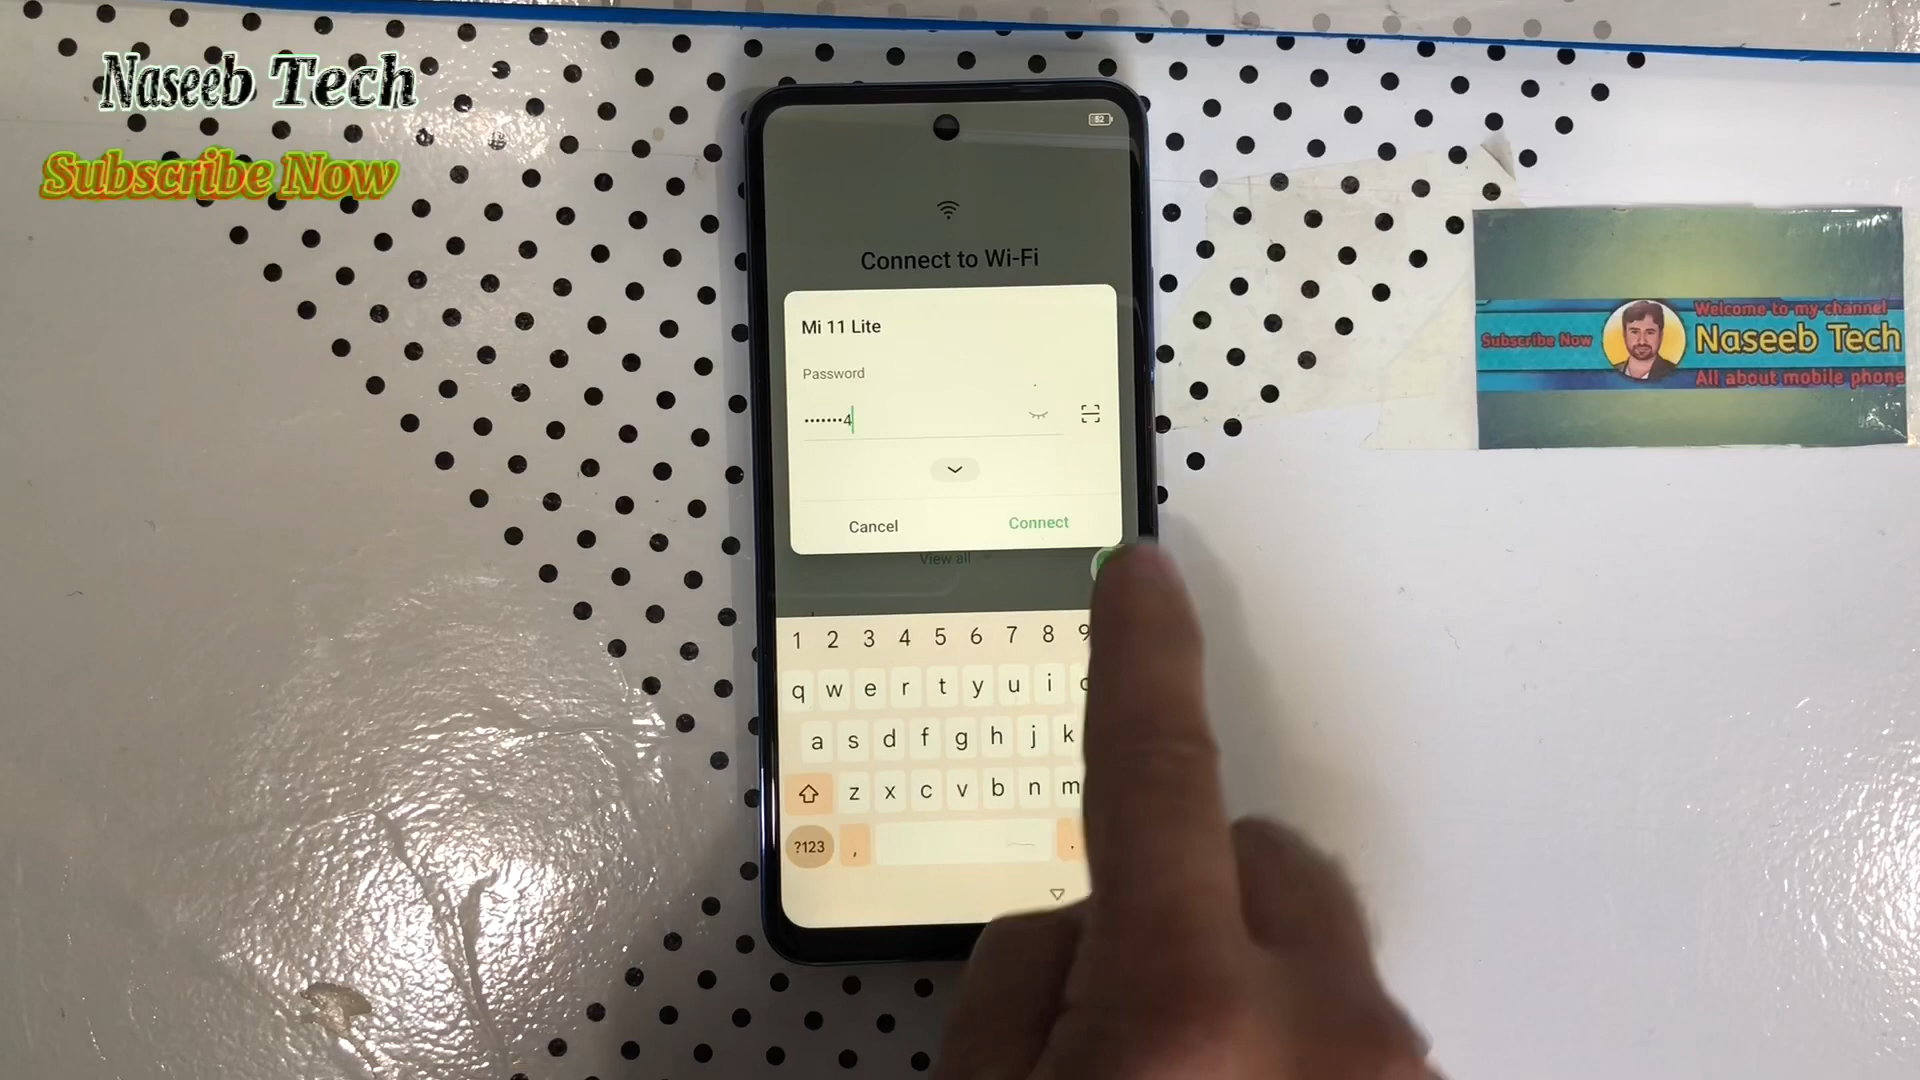 Naseeb Tech
Subscribe Now
52
Connect to Wi-Fi
Mi 11 Lite
Password
•••••••4
Cancel
Connect
View all
1 2 3 4 5 6 7 8 9
q w e r t y u i
a s d f g h j k
z x c v b n m
?123 , .
Welcome to my channel
Subscribe Now
Naseeb Tech
All about mobile phone